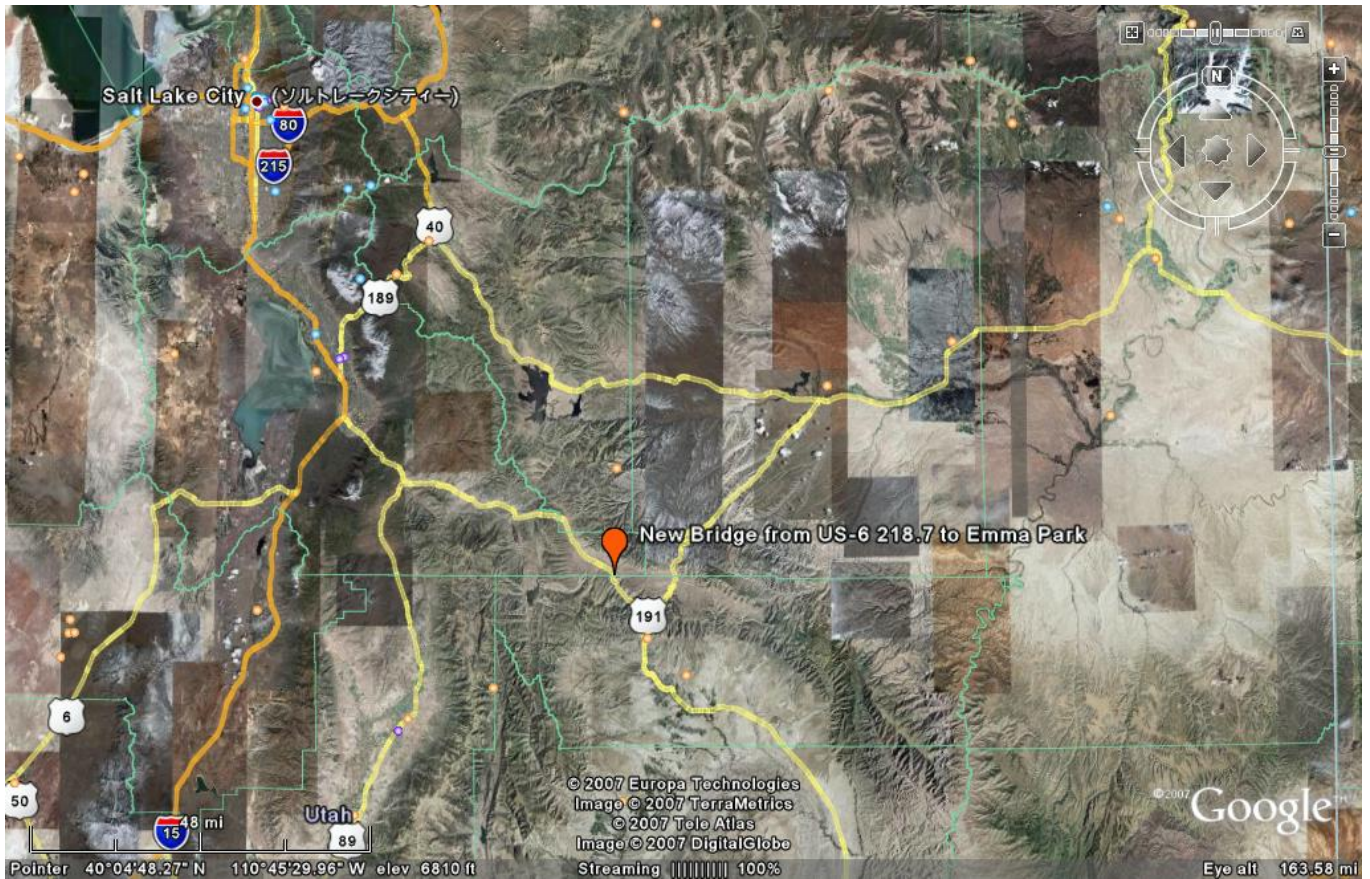 N
Salt Lake City (ソルトレークシティー)
80
215
40
189
New Bridge from US-6 218.7 to Emma Park
191
6
50
15
48 mi
Utah
89
© 2007 Europa Technologies
Image © 2007 TerraMetrics
© 2007 Tele Atlas
Image © 2007 DigitalGlobe
©2007 Google™
Pointer 40°04'48.27" N 110°45'29.96" W elev 6810 ft Streaming ||||||||| 100% Eye alt 163.58 mi